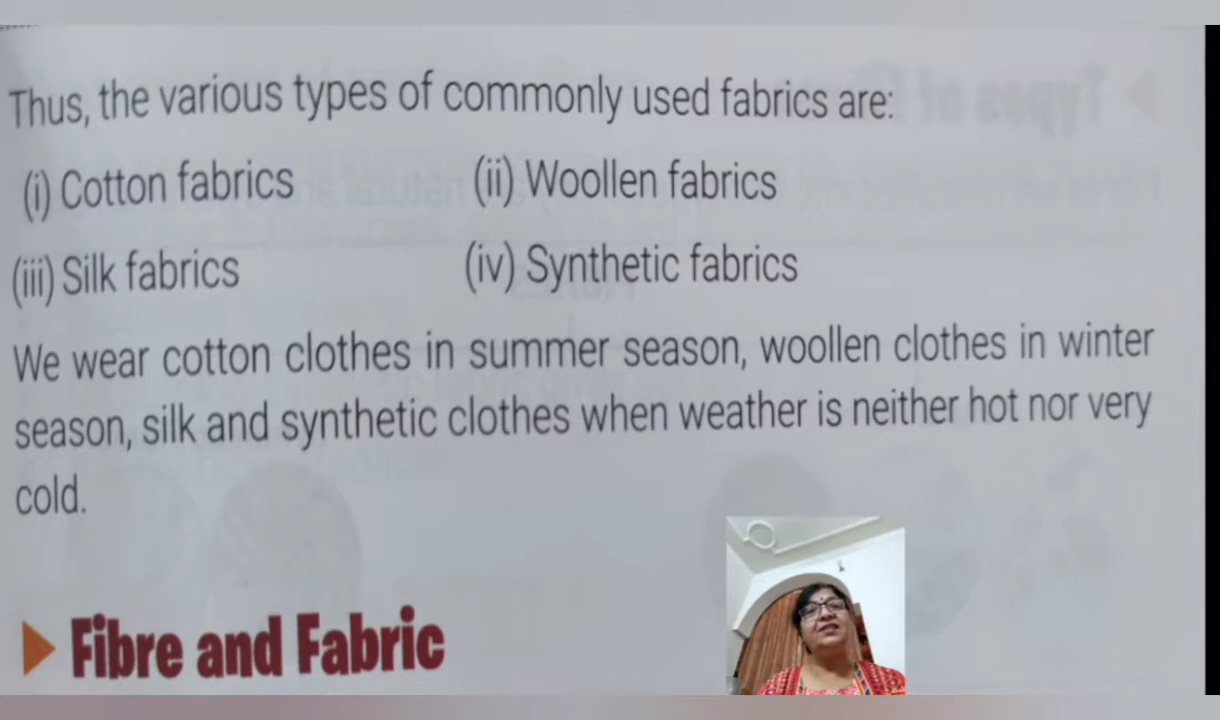 Thus, the various types of commonly used fabrics are:
(i) Cotton fabrics (ii) Woollen fabrics
(iii) Silk fabrics (iv) Synthetic fabrics
We wear cotton clothes in summer season, woollen clothes in winter
season, silk and synthetic clothes when weather is neither hot nor very
cold.
Fibre and Fabric